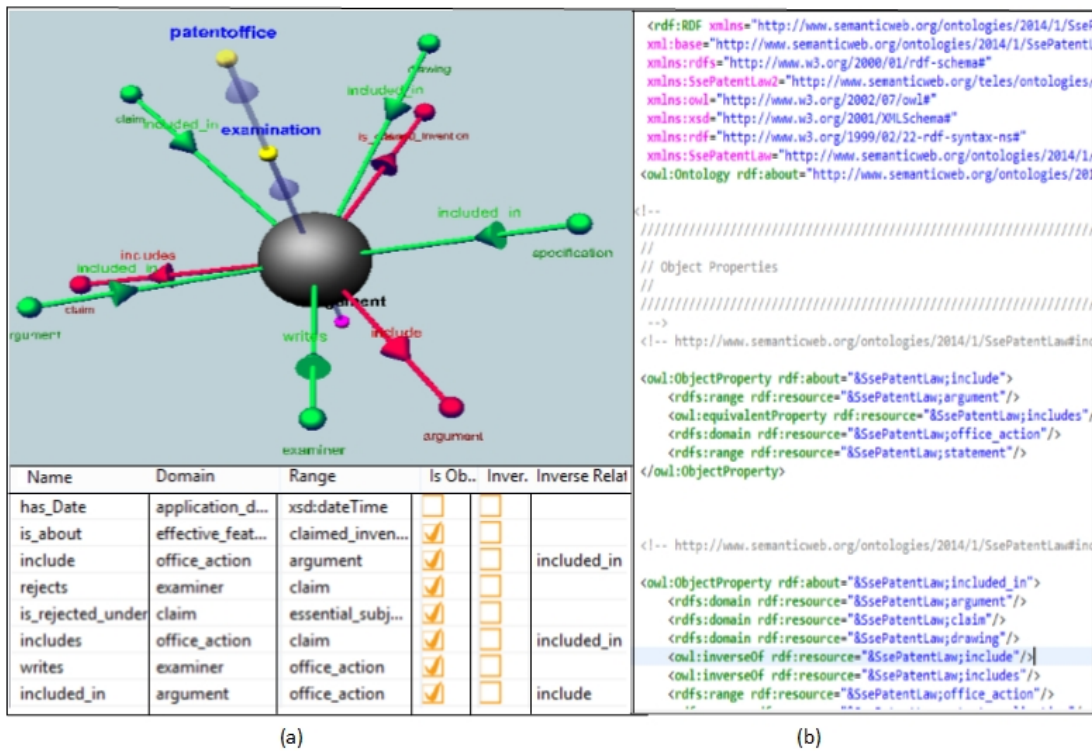 patentoffice
drawing
included_in
claim
included_in
examination
included_in
specification
includes
included_in
claim
writes
include
examiner
argument
Name Domain Range Is Ob.. Inver. Inverse Relat
has_Date application_d... xsd:dateTime
is_about effective_feat... claimed_inven...
include office_action argument included_in
rejects examiner claim
is_rejected_under claim essential_subj...
includes office_action claim included_in
writes examiner office_action
included_in argument office_action include
(a)
<rdf:RDF xmlns="http://www.semanticweb.org/ontologies/2014/1/SseP
xml:base="http://www.semanticweb.org/ontologies/2014/1/SsePatentL
xmlns:rdfs="http://www.w3.org/2000/01/rdf-schema#"
xmlns:SsePatentLaw2="http://www.semanticweb.org/teles/ontologies/
xmlns:owl="http://www.w3.org/2002/07/owl#"
xmlns:xsd="http://www.w3.org/2001/XMLSchema#"
xmlns:rdf="http://www.w3.org/1999/02/22-rdf-syntax-ns#"
xmlns:SsePatentLaw="http://www.semanticweb.org/ontologies/2014/1/
<owl:Ontology rdf:about="http://www.semanticweb.org/ontologies/201
<!--
//
// Object Properties
//
-->
<!-- http://www.semanticweb.org/ontologies/2014/1/SsePatentLaw#inc
<owl:ObjectProperty rdf:about="&SsePatentLaw;include">
<rdfs:range rdf:resource="&SsePatentLaw;argument"/>
<owl:equivalentProperty rdf:resource="&SsePatentLaw;includes"/
<rdfs:domain rdf:resource="&SsePatentLaw;office_action"/>
<rdfs:range rdf:resource="&SsePatentLaw;statement"/>
</owl:ObjectProperty>
<!-- http://www.semanticweb.org/ontologies/2014/1/SsePatentLaw#inc
<owl:ObjectProperty rdf:about="&SsePatentLaw;included_in">
<rdfs:domain rdf:resource="&SsePatentLaw;argument"/>
<rdfs:domain rdf:resource="&SsePatentLaw;claim"/>
<rdfs:domain rdf:resource="&SsePatentLaw;drawing"/>
<owl:inverseOf rdf:resource="&SsePatentLaw;include"/>
<owl:inverseOf rdf:resource="&SsePatentLaw;includes"/>
<rdfs:range rdf:resource="&SsePatentLaw;office_action"/>
(b)